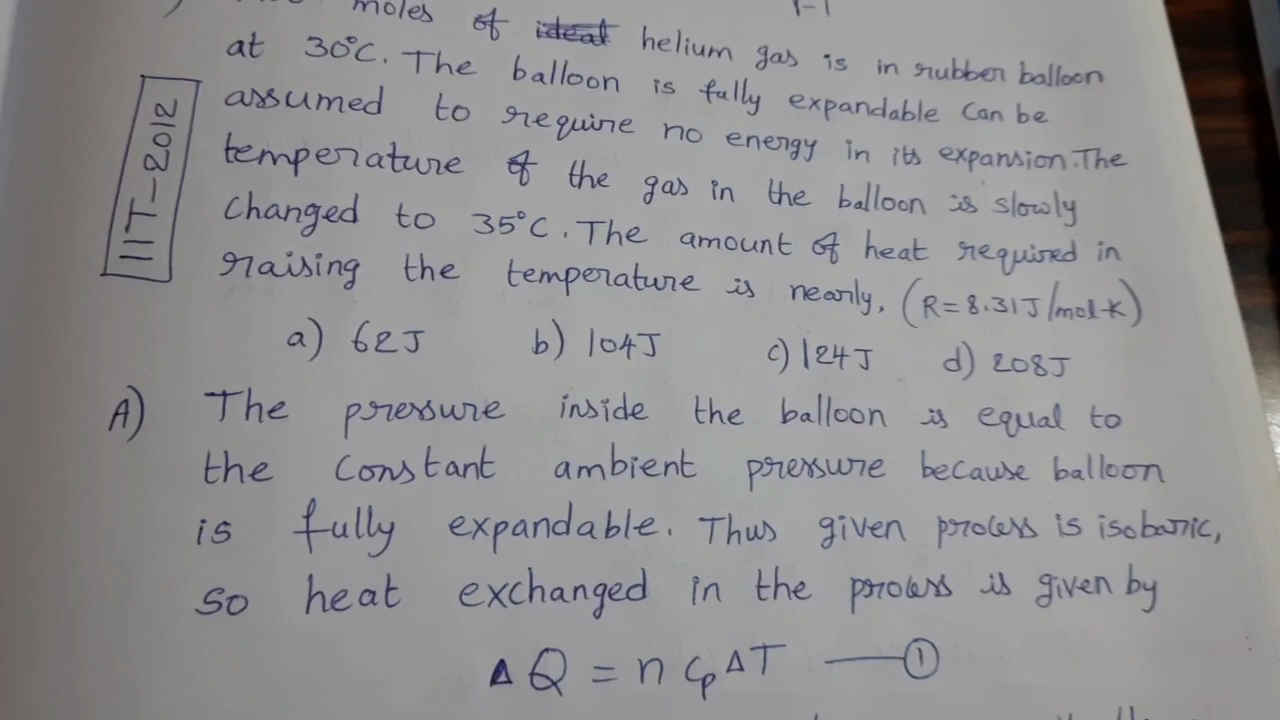 moles of ideal helium gas is in rubber balloon
at 30°C. The balloon is fully expandable Can be
assumed to require no energy in its expansion. The
temperature of the gas in the balloon is slowly
changed to 35°C. The amount of heat required in
raising the temperature is nearly, (R=8.31J/mol-K)
a) 62J b) 104J c) 124J d) 208J
IIT-2012
A) The pressure inside the balloon is equal to
the constant ambient pressure because balloon
is fully expandable. Thus given process is isobaric,
so heat exchanged in the process is given by
ΔQ = n Cp ΔT —①